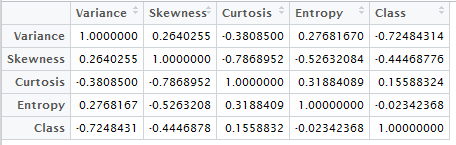 Variance Skewness Curtosis Entropy Class
Variance 1.0000000 0.2640255 -0.3808500 0.27681670 -0.72484314
Skewness 0.2640255 1.0000000 -0.7868952 -0.52632084 -0.44468776
Curtosis -0.3808500 -0.7868952 1.0000000 0.31884089 0.15588324
Entropy 0.2768167 -0.5263208 0.3188409 1.00000000 -0.02342368
Class -0.7248431 -0.4446878 0.1558832 -0.02342368 1.00000000